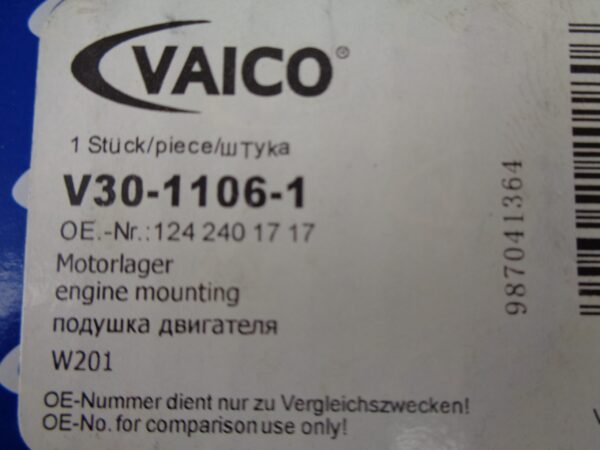 VAICO®
1 Stück/piece/штука
V30-1106-1
OE.-Nr.:124 240 17 17
Motorlager
engine mounting
подушка двигателя
W201
OE-Nummer dient nur zu Vergleichszwecken!
OE-No. for comparison use only!
987041364